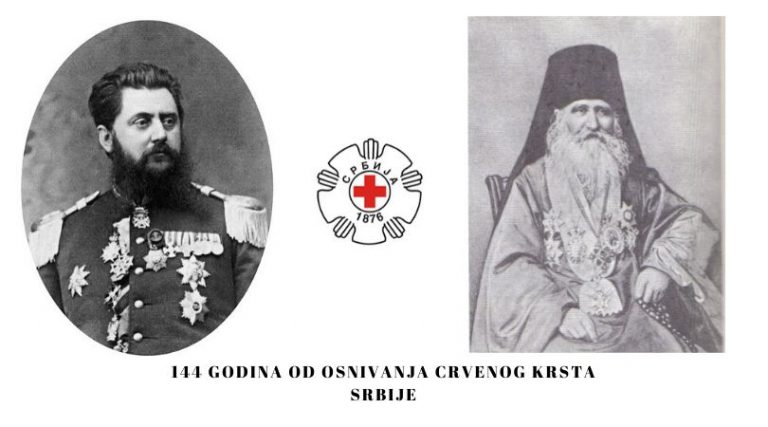 СРБИЈА
1876
144 GODINA OD OSNIVANJA CRVENOG KRSTA
SRBIJE